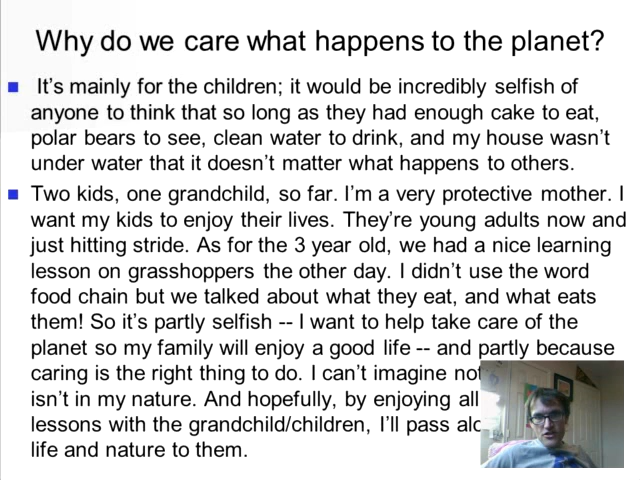 Why do we care what happens to the planet?
It's mainly for the children; it would be incredibly selfish of
anyone to think that so long as they had enough cake to eat,
polar bears to see, clean water to drink, and my house wasn't
under water that it doesn't matter what happens to others.
Two kids, one grandchild, so far. I'm a very protective mother. I
want my kids to enjoy their lives. They're young adults now and
just hitting stride. As for the 3 year old, we had a nice learning
lesson on grasshoppers the other day. I didn't use the word
food chain but we talked about what they eat, and what eats
them! So it's partly selfish -- I want to help take care of the
planet so my family will enjoy a good life -- and partly because
caring is the right thing to do. I can't imagine
isn't in my nature. And hopefully, by enjoying all
lessons with the grandchild/children, I'll pass
life and nature to them.